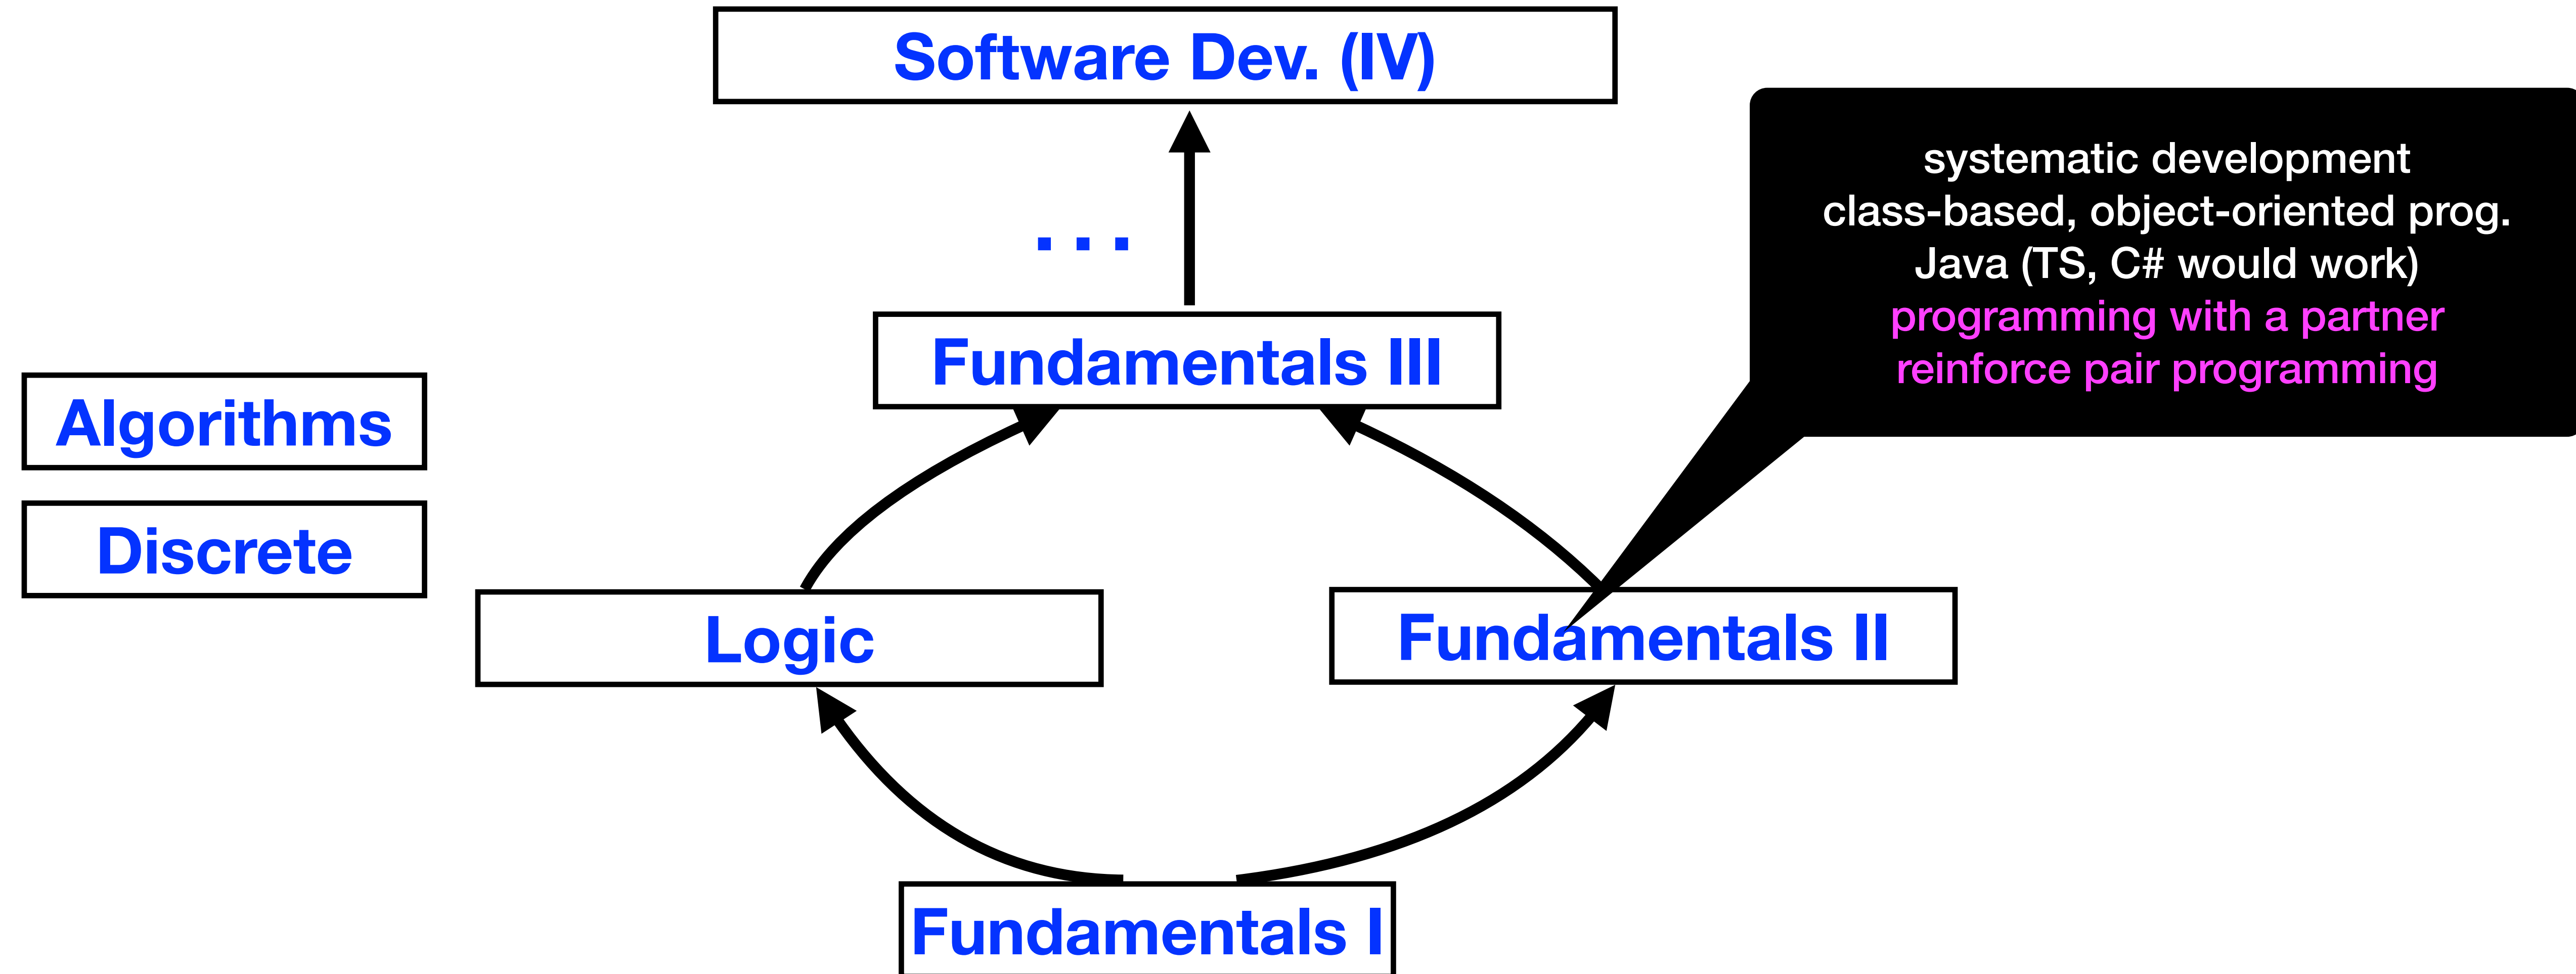 Software Dev. (IV)
systematic development
class-based, object-oriented prog.
Java (TS, C# would work)
programming with a partner
reinforce pair programming
...
Fundamentals III
Algorithms
Discrete
Logic
Fundamentals II
Fundamentals I